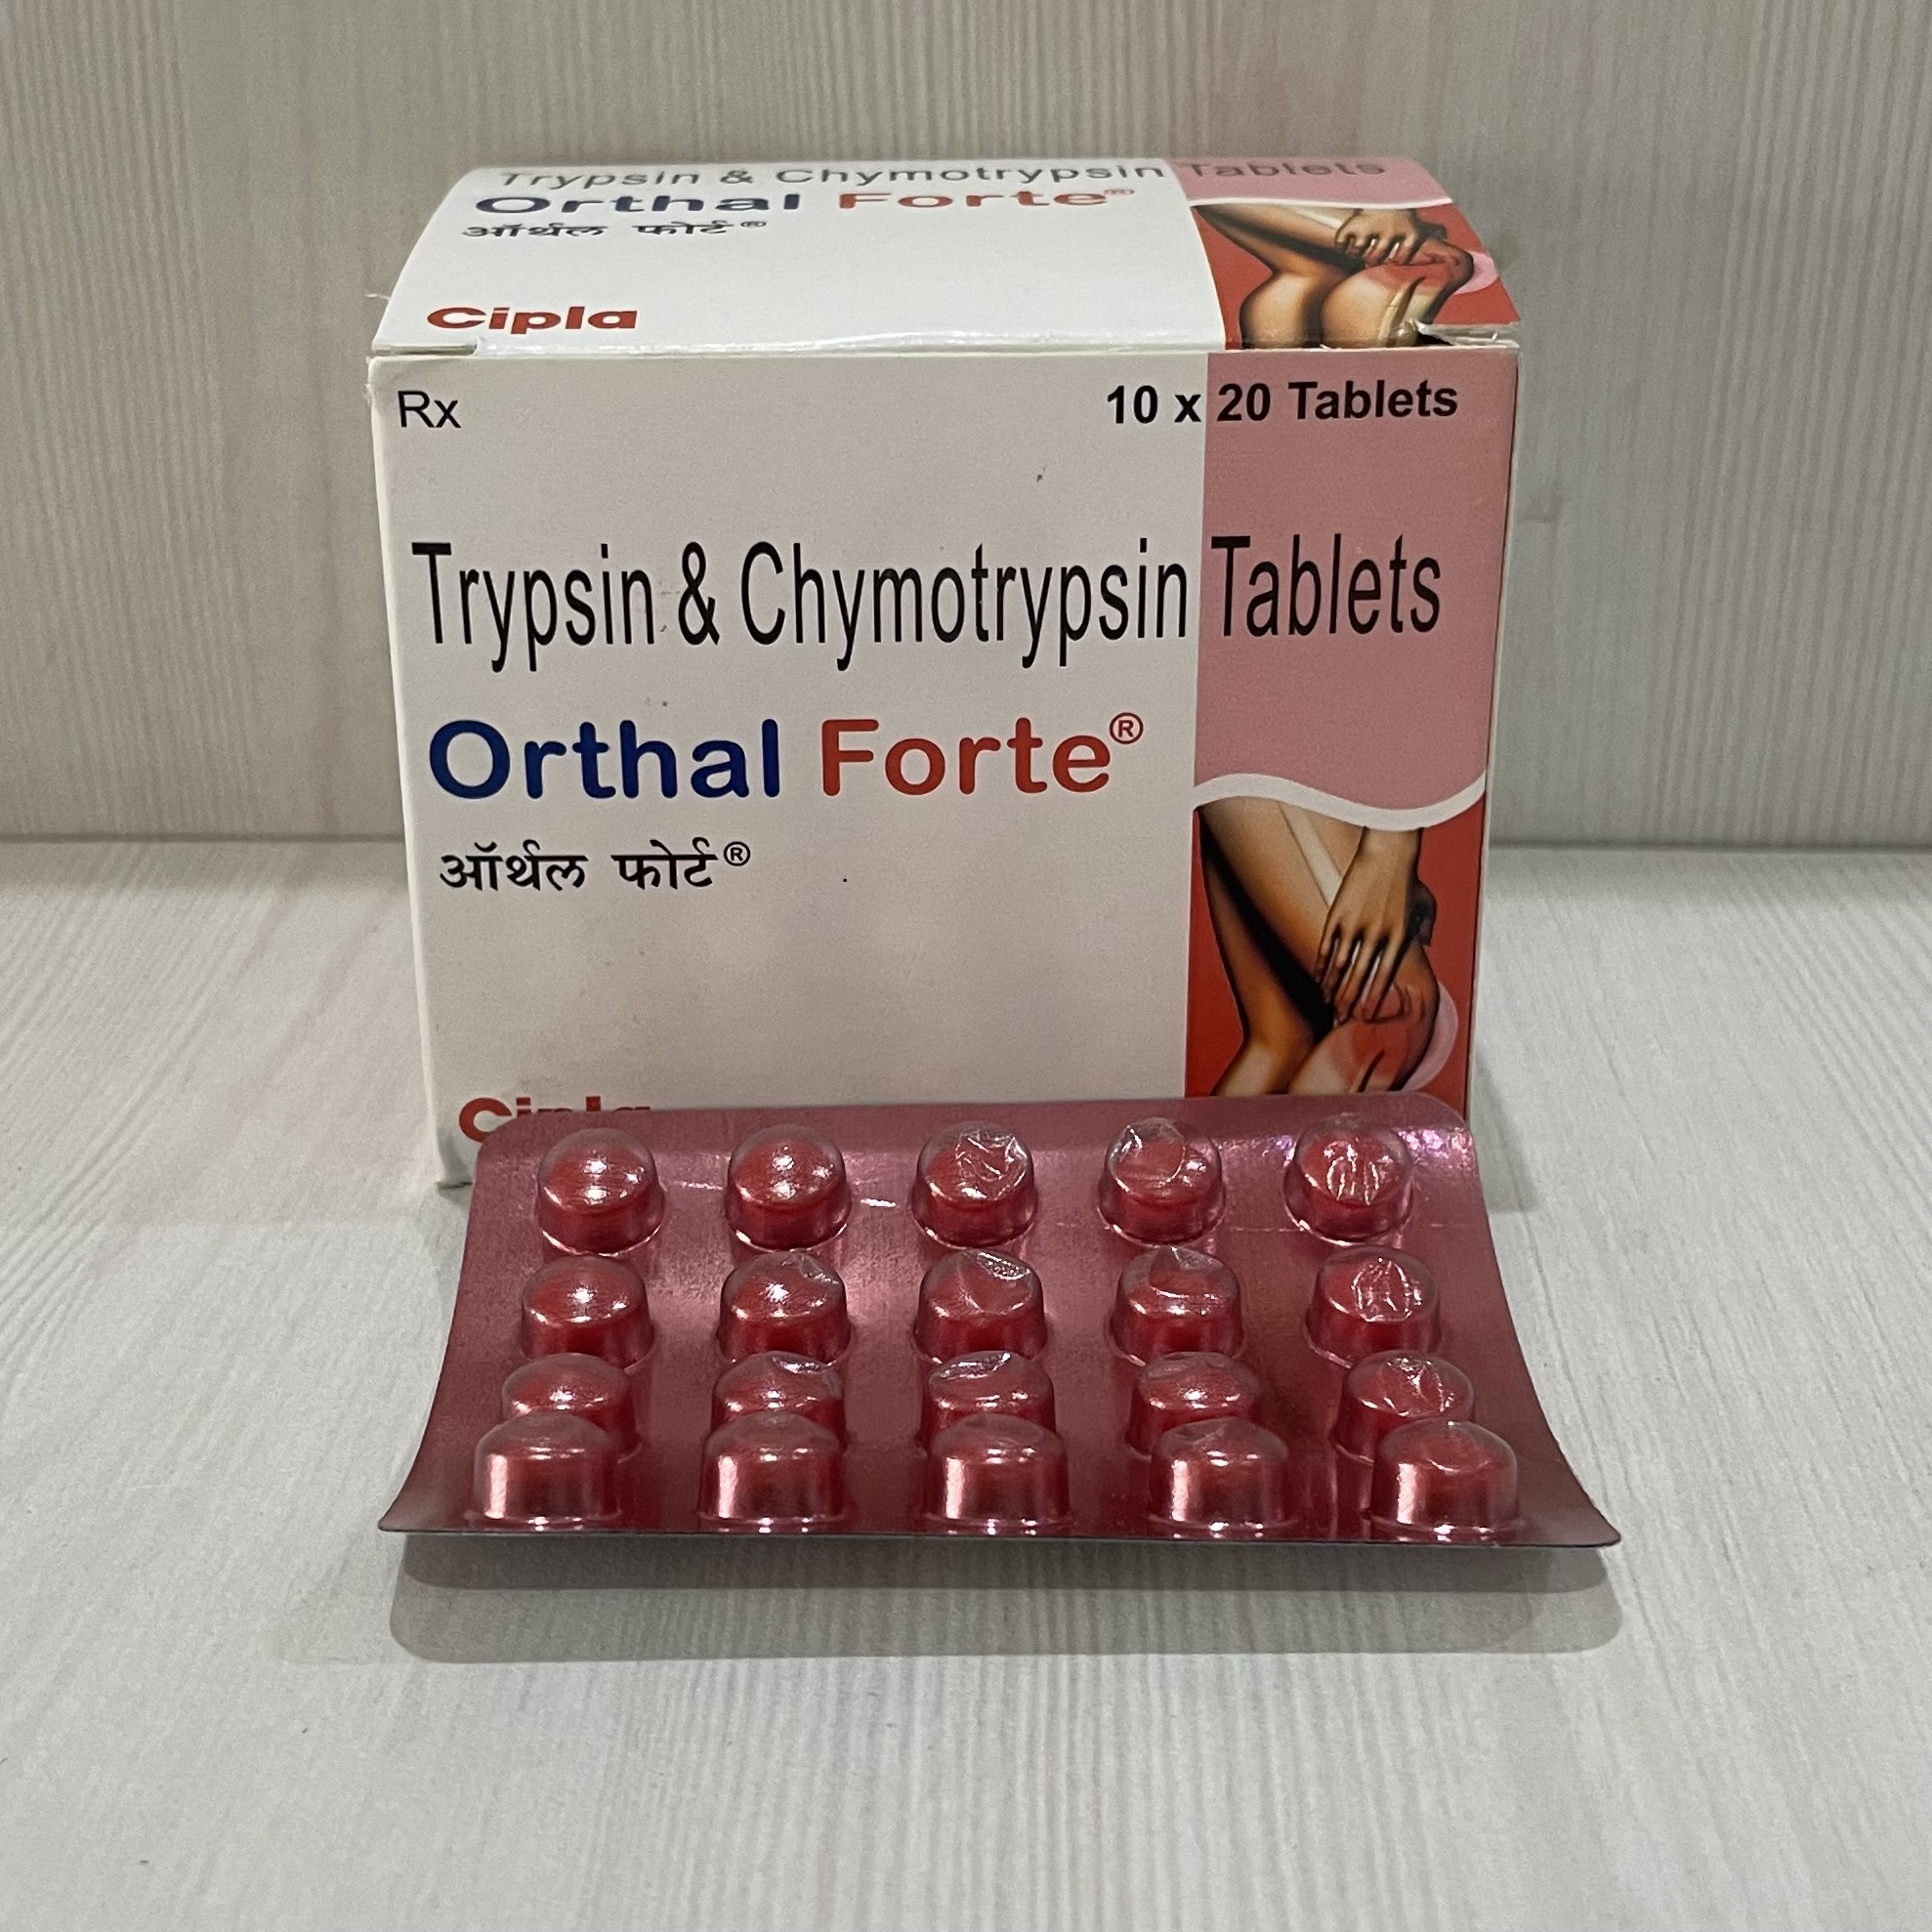 Trypsin & Chymotrypsin Tablets
Orthal Forte®
ऑर्थल फोर्ट®
Cipla
Rx
10 x 20 Tablets
Trypsin & Chymotrypsin Tablets
Orthal Forte®
ऑर्थल फोर्ट®
Cipla